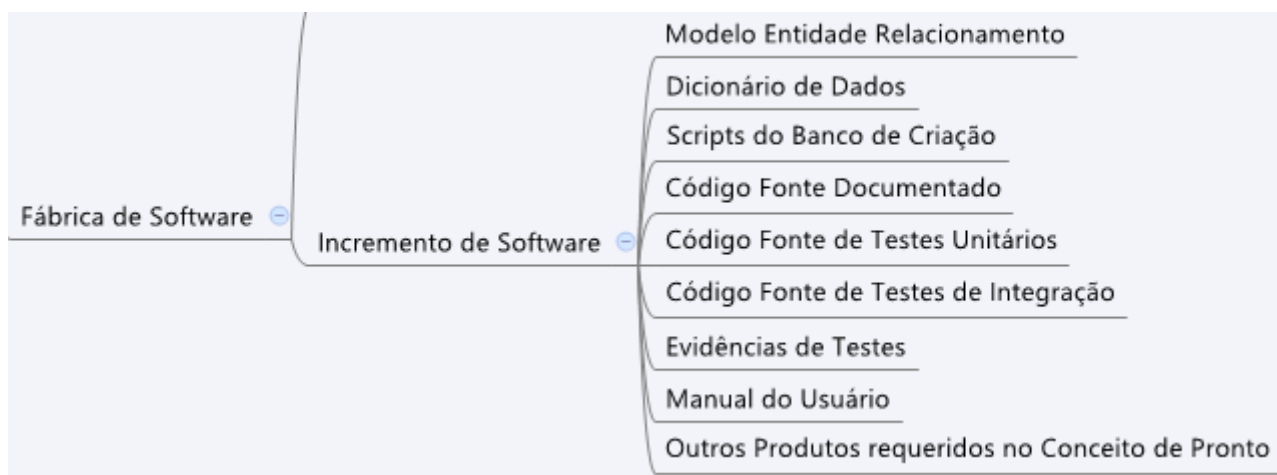 Fábrica de Software
Incremento de Software
Modelo Entidade Relacionamento
Dicionário de Dados
Scripts do Banco de Criação
Código Fonte Documentado
Código Fonte de Testes Unitários
Código Fonte de Testes de Integração
Evidências de Testes
Manual do Usuário
Outros Produtos requeridos no Conceito de Pronto